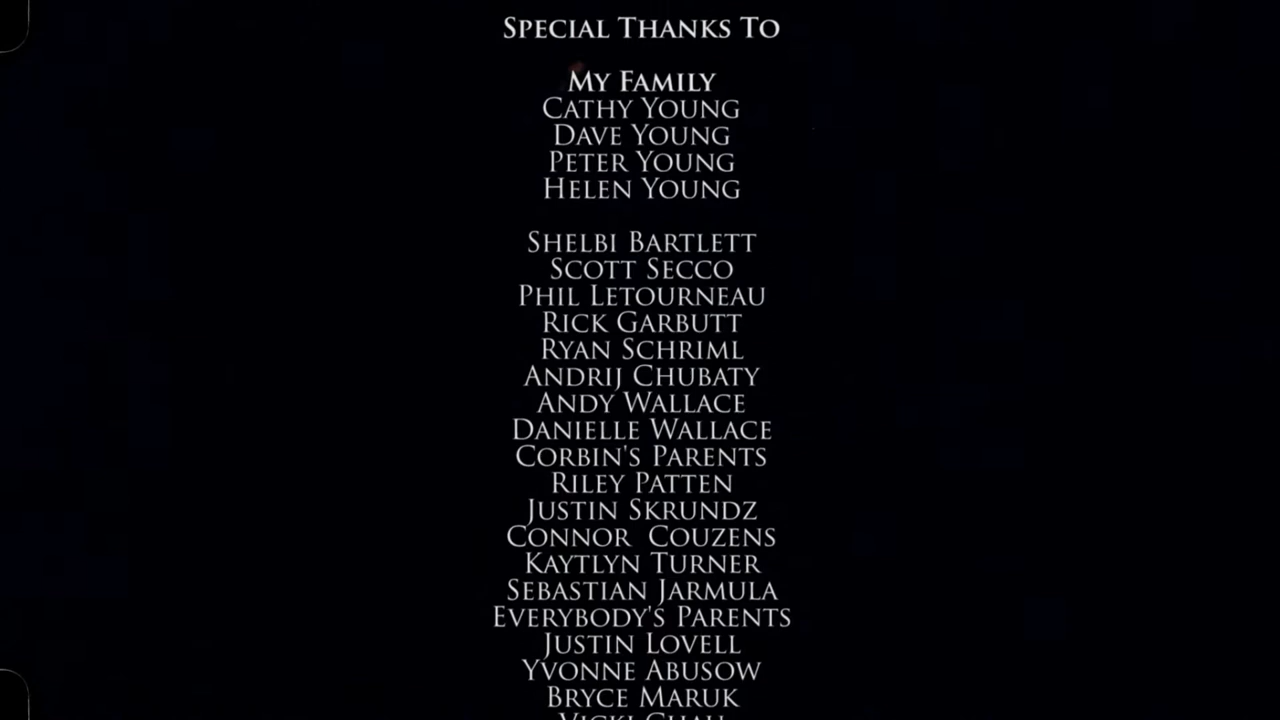 SPECIAL THANKS TO
MY FAMILY
CATHY YOUNG
DAVE YOUNG
PETER YOUNG
HELEN YOUNG
SHELBI BARTLETT
SCOTT SECCO
PHIL LETOURNEAU
RICK GARBUTT
RYAN SCHRIML
ANDRIJ CHUBATY
ANDY WALLACE
DANIELLE WALLACE
CORBIN'S PARENTS
RILEY PATTEN
JUSTIN SKRUNDZ
CONNOR COUZENS
KAYTLYN TURNER
SEBASTIAN JARMULA
EVERYBODY'S PARENTS
JUSTIN LOVELL
YVONNE ABUSOW
BRYCE MARUK